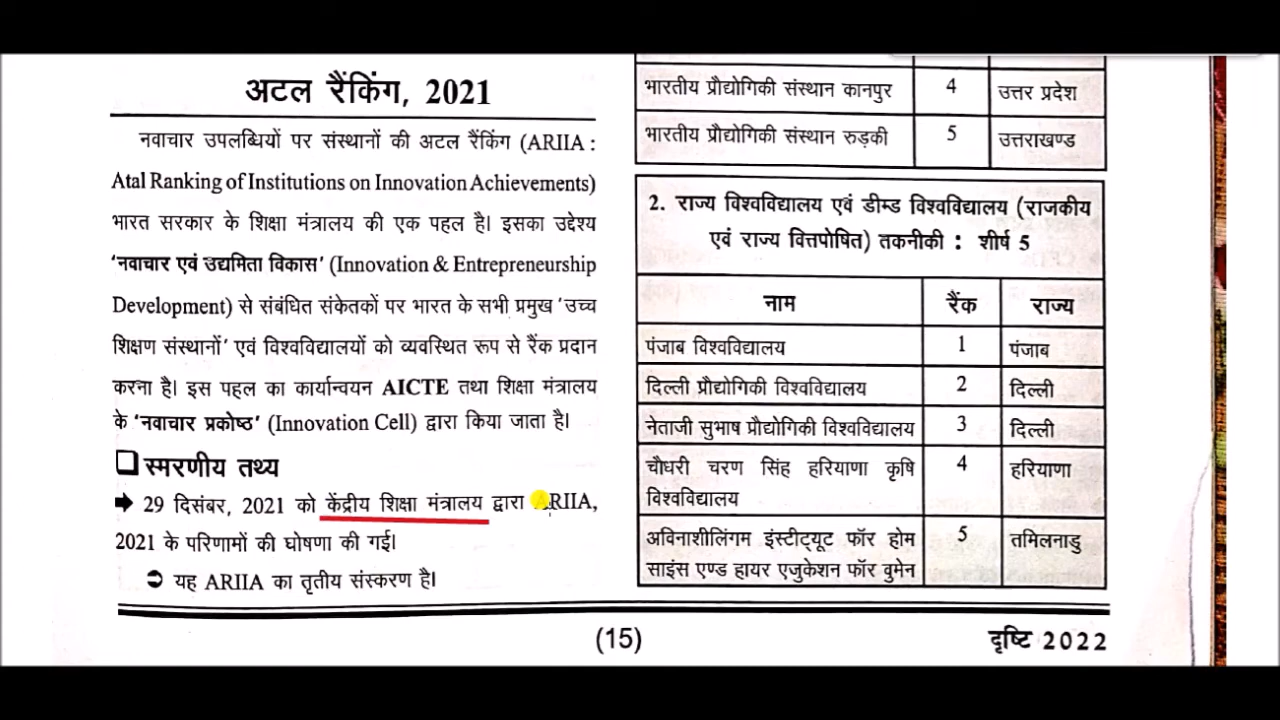 अटल रैंकिंग, 2021
नवाचार उपलब्धियों पर संस्थानों की अटल रैंकिंग (ARIIA :
Atal Ranking of Institutions on Innovation Achievements)
भारत सरकार के शिक्षा मंत्रालय की एक पहल है। इसका उद्देश्य
'नवाचार एवं उद्यमिता विकास' (Innovation & Entrepreneurship
Development) से संबंधित संकेतकों पर भारत के सभी प्रमुख 'उच्च
शिक्षण संस्थानों' एवं विश्वविद्यालयों को व्यवस्थित रूप से रैंक प्रदान
करना है। इस पहल का कार्यान्वयन AICTE तथा शिक्षा मंत्रालय
के 'नवाचार प्रकोष्ठ' (Innovation Cell) द्वारा किया जाता है।
स्मरणीय तथ्य
29 दिसंबर, 2021 को केंद्रीय शिक्षा मंत्रालय द्वारा ARIIA,
2021 के परिणामों की घोषणा की गई।
यह ARIIA का तृतीय संस्करण है।
भारतीय प्रौद्योगिकी संस्थान कानपुर 4 उत्तर प्रदेश
भारतीय प्रौद्योगिकी संस्थान रुड़की 5 उत्तराखण्ड
2. राज्य विश्वविद्यालय एवं डीम्ड विश्वविद्यालय (राजकीय
एवं राज्य वित्तपोषित) तकनीकी : शीर्ष 5
नाम रैंक राज्य
पंजाब विश्वविद्यालय 1 पंजाब
दिल्ली प्रौद्योगिकी विश्वविद्यालय 2 दिल्ली
नेताजी सुभाष प्रौद्योगिकी विश्वविद्यालय 3 दिल्ली
चौधरी चरण सिंह हरियाणा कृषि 4 हरियाणा
विश्वविद्यालय
अविनाशीलिंगम इंस्टीट्यूट फॉर होम 5 तमिलनाडु
साइंस एण्ड हायर एजुकेशन फॉर वुमेन
(15)
दृष्टि 2022